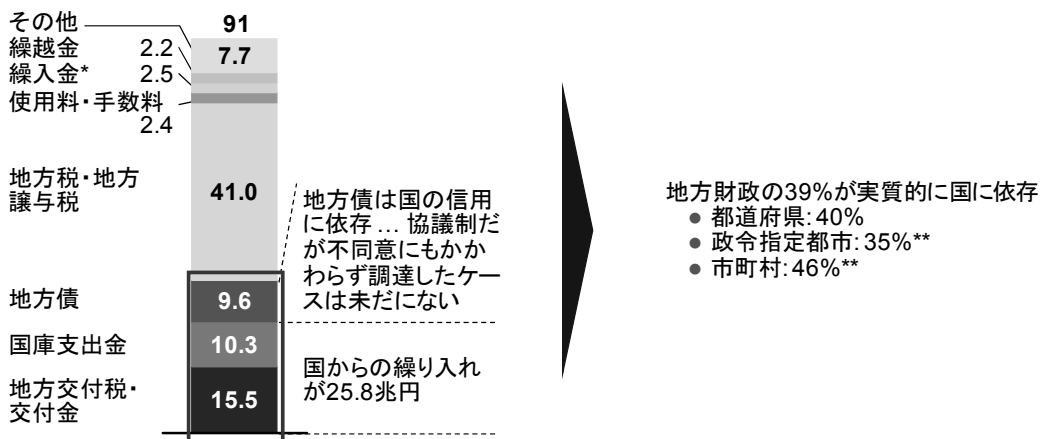 その他
91
繰越金 2.2
7.7
繰入金* 2.5
使用料・手数料
2.4
地方税・地方
譲与税
41.0
地方債は国の信用
に依存 … 協議制だ
が不同意にもかか
わらず調達したケー
スは未だにない
地方債
9.6
国庫支出金
10.3
国からの繰り入れ
が25.8兆円
地方交付税・
交付金
15.5
地方財政の39%が実質的に国に依存
● 都道府県: 40%
● 政令指定都市: 35%**
● 市町村: 46%**